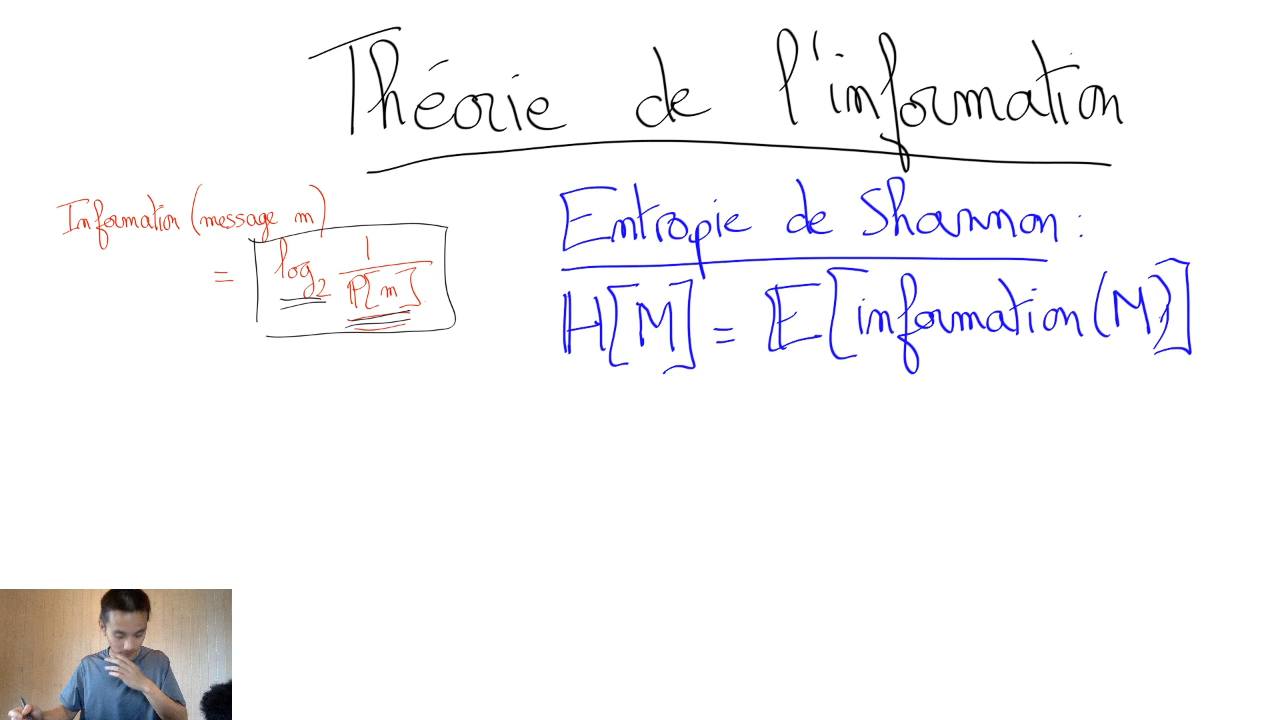 Théorie de l'information
Information (message m)
= log₂ 1/ℙ[m]
Entropie de Shannon :
ℍ[M] = 𝔼[information(M)]